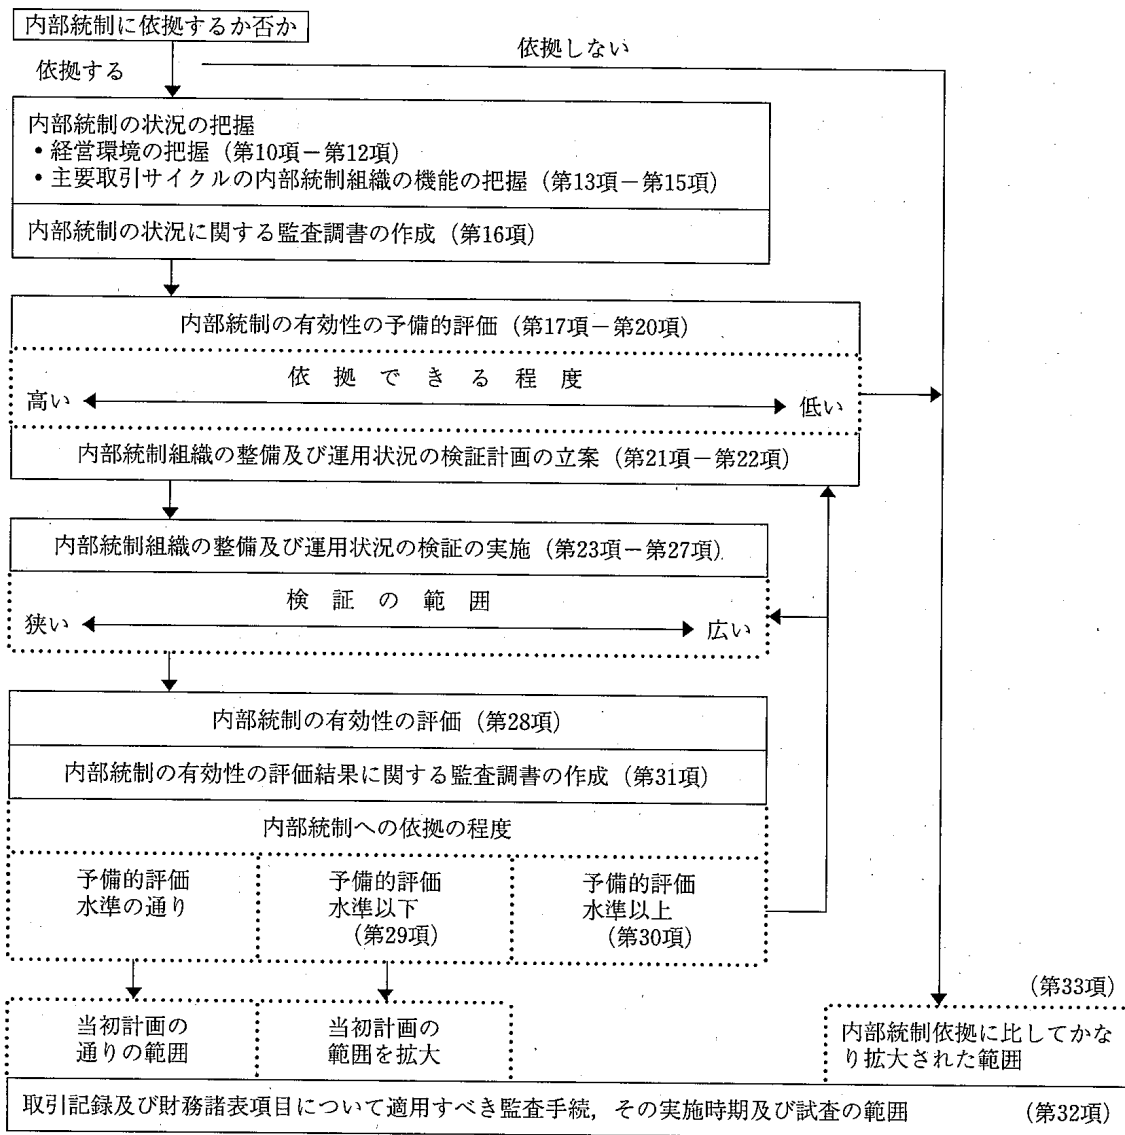 内部統制に依拠するか否か
依拠しない
依拠する
内部統制の状況の把握
• 経営環境の把握（第10項－第12項）
• 主要取引サイクルの内部統制組織の機能の把握（第13項－第15項）
内部統制の状況に関する監査調書の作成（第16項）
内部統制の有効性の予備的評価（第17項－第20項）
依拠できる程度
高い
低い
内部統制組織の整備及び運用状況の検証計画の立案（第21項－第22項）
内部統制組織の整備及び運用状況の検証の実施（第23項－第27項）
検証の範囲
狭い
広い
内部統制の有効性の評価（第28項）
内部統制の有効性の評価結果に関する監査調書の作成（第31項）
内部統制への依拠の程度
予備的評価
水準の通り
予備的評価
水準以下
（第29項）
予備的評価
水準以上
（第30項）
（第33項）
当初計画の
通りの範囲
当初計画の
範囲を拡大
内部統制依拠に比してかな
り拡大された範囲
取引記録及び財務諸表項目について適用すべき監査手続，その実施時期及び試査の範囲
（第32項）